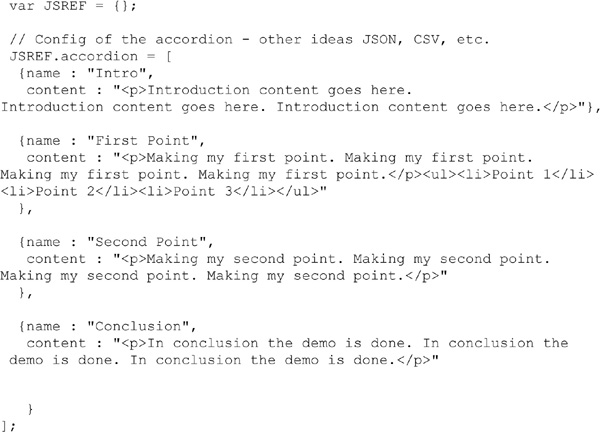 var JSREF = {};

// Config of the accordion - other ideas JSON, CSV, etc.
JSREF.accordion = [
{name : "Intro",
content : "<p>Introduction content goes here.
Introduction content goes here. Introduction content goes here.</p>"},

{name : "First Point",
content : "<p>Making my first point. Making my first point.
Making my first point. Making my first point.</p><ul><li>Point 1</li>
<li>Point 2</li><li>Point 3</li></ul>"
},

{name : "Second Point",
content : "<p>Making my second point. Making my second point.
Making my second point. Making my second point.</p>"
},

{name : "Conclusion",
content : "<p>In conclusion the demo is done. In conclusion the
demo is done. In conclusion the demo is done.</p>"

}
];